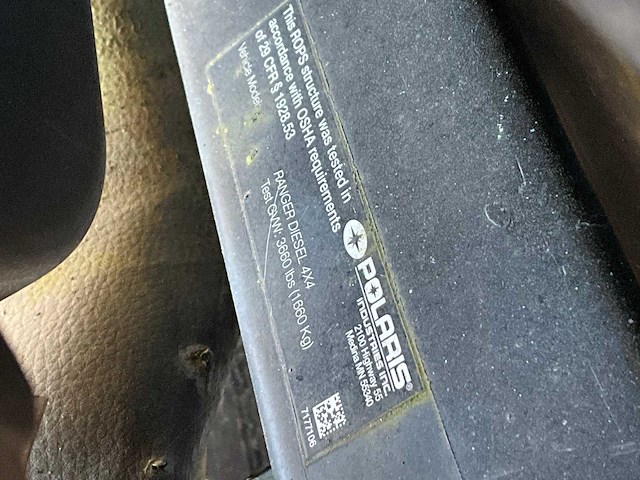 This ROPS structure was tested in
accordance with OSHA requirements
of 29 CFR § 1928.53
Vehicle Model:
RANGER DIESEL 4X4
Test GVW: 3660 lbs (1660 Kg)
POLARIS®
INDUSTRIES INC.
2100 Highway 55
Medina MN 55340
7177106